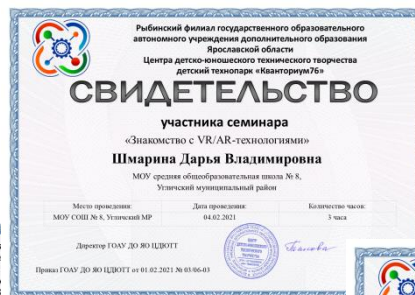 Рыбинский филиал государственного образовательного
автономного учреждения дополнительного образования
Ярославской области
Центра детско-юношеского технического творчества
детский технопарк «Кванториум76»
СВИДЕТЕЛЬСТВО
участника семинара
«Знакомство с VR/AR-технологиями»
Шмарина Дарья Владимировна
МОУ средняя общеобразовательная школа № 8,
Угличский муниципальный район
Место проведения: Дата проведения: Количество часов:
МОУ СОШ № 8, Угличский МР 04.02.2021 3 часа
Директор ГОАУ ДО ЯО ЦДЮТТ
Приказ ГОАУ ДО ЯО ЦДЮТТ от 01.02.2021 № 03/06-03